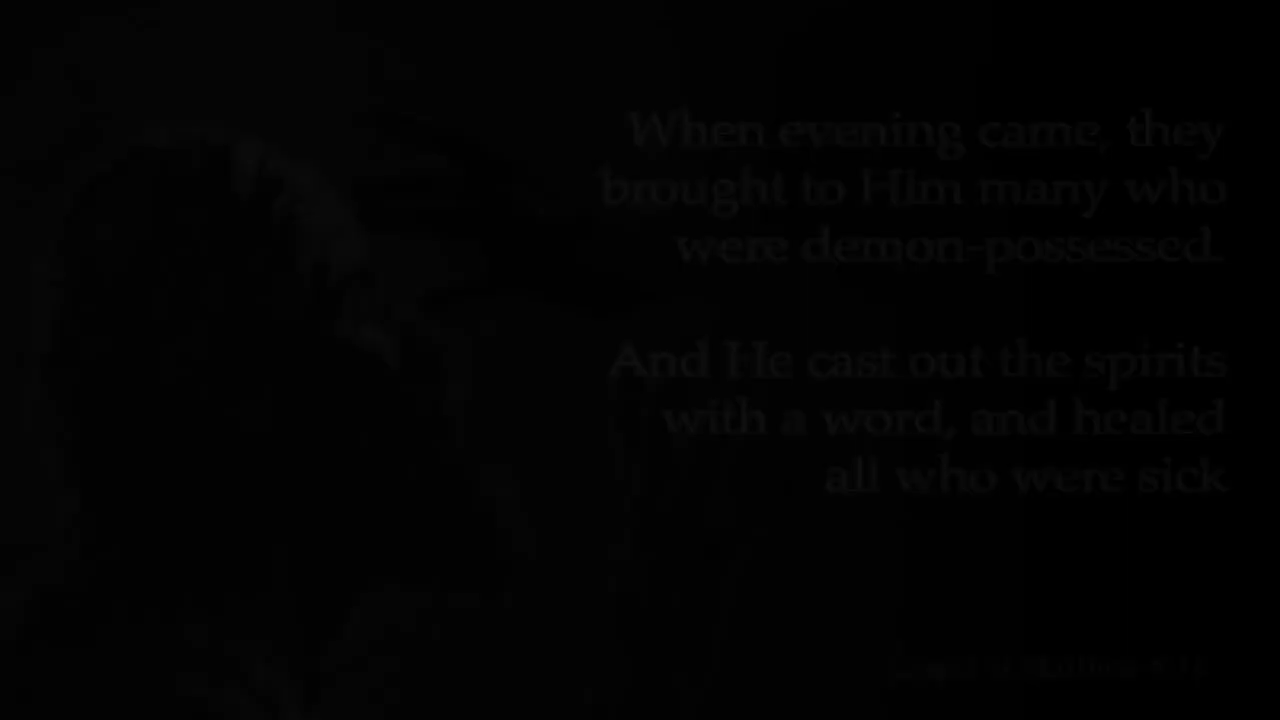 When evening came, they
brought to Him many who
were demon-possessed.
And He cast out the spirits
with a word, and healed
all who were sick